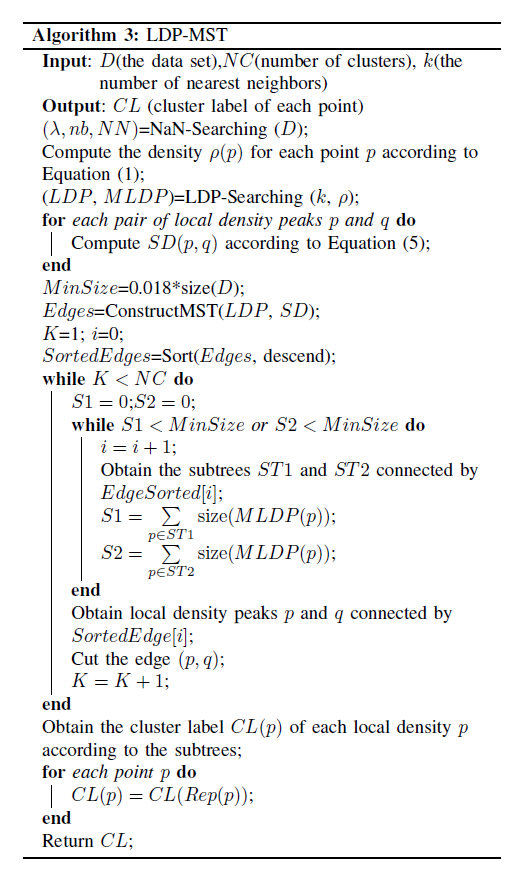 Algorithm 3: LDP-MST
Input: D(the data set),NC(number of clusters), k(the
number of nearest neighbors)
Output: CL (cluster label of each point)
(λ, nb, NN)=NaN-Searching (D);
Compute the density ρ(p) for each point p according to
Equation (1);
(LDP, MLDP)=LDP-Searching (k, ρ);
for each pair of local density peaks p and q do
Compute SD(p, q) according to Equation (5);
end
MinSize=0.018*size(D);
Edges=ConstructMST(LDP, SD);
K=1; i=0;
SortedEdges=Sort(Edges, descend);
while K < NC do
S1 = 0;S2 = 0;
while S1 < MinSize or S2 < MinSize do
i = i + 1;
Obtain the subtrees ST1 and ST2 connected by
EdgeSorted[i];
S1 = ∑ size(MLDP(p));
p∈ST1
S2 = ∑ size(MLDP(p));
p∈ST2
end
Obtain local density peaks p and q connected by
SortedEdge[i];
Cut the edge (p, q);
K = K + 1;
end
Obtain the cluster label CL(p) of each local density p
according to the subtrees;
for each point p do
CL(p) = CL(Rep(p));
end
Return CL;